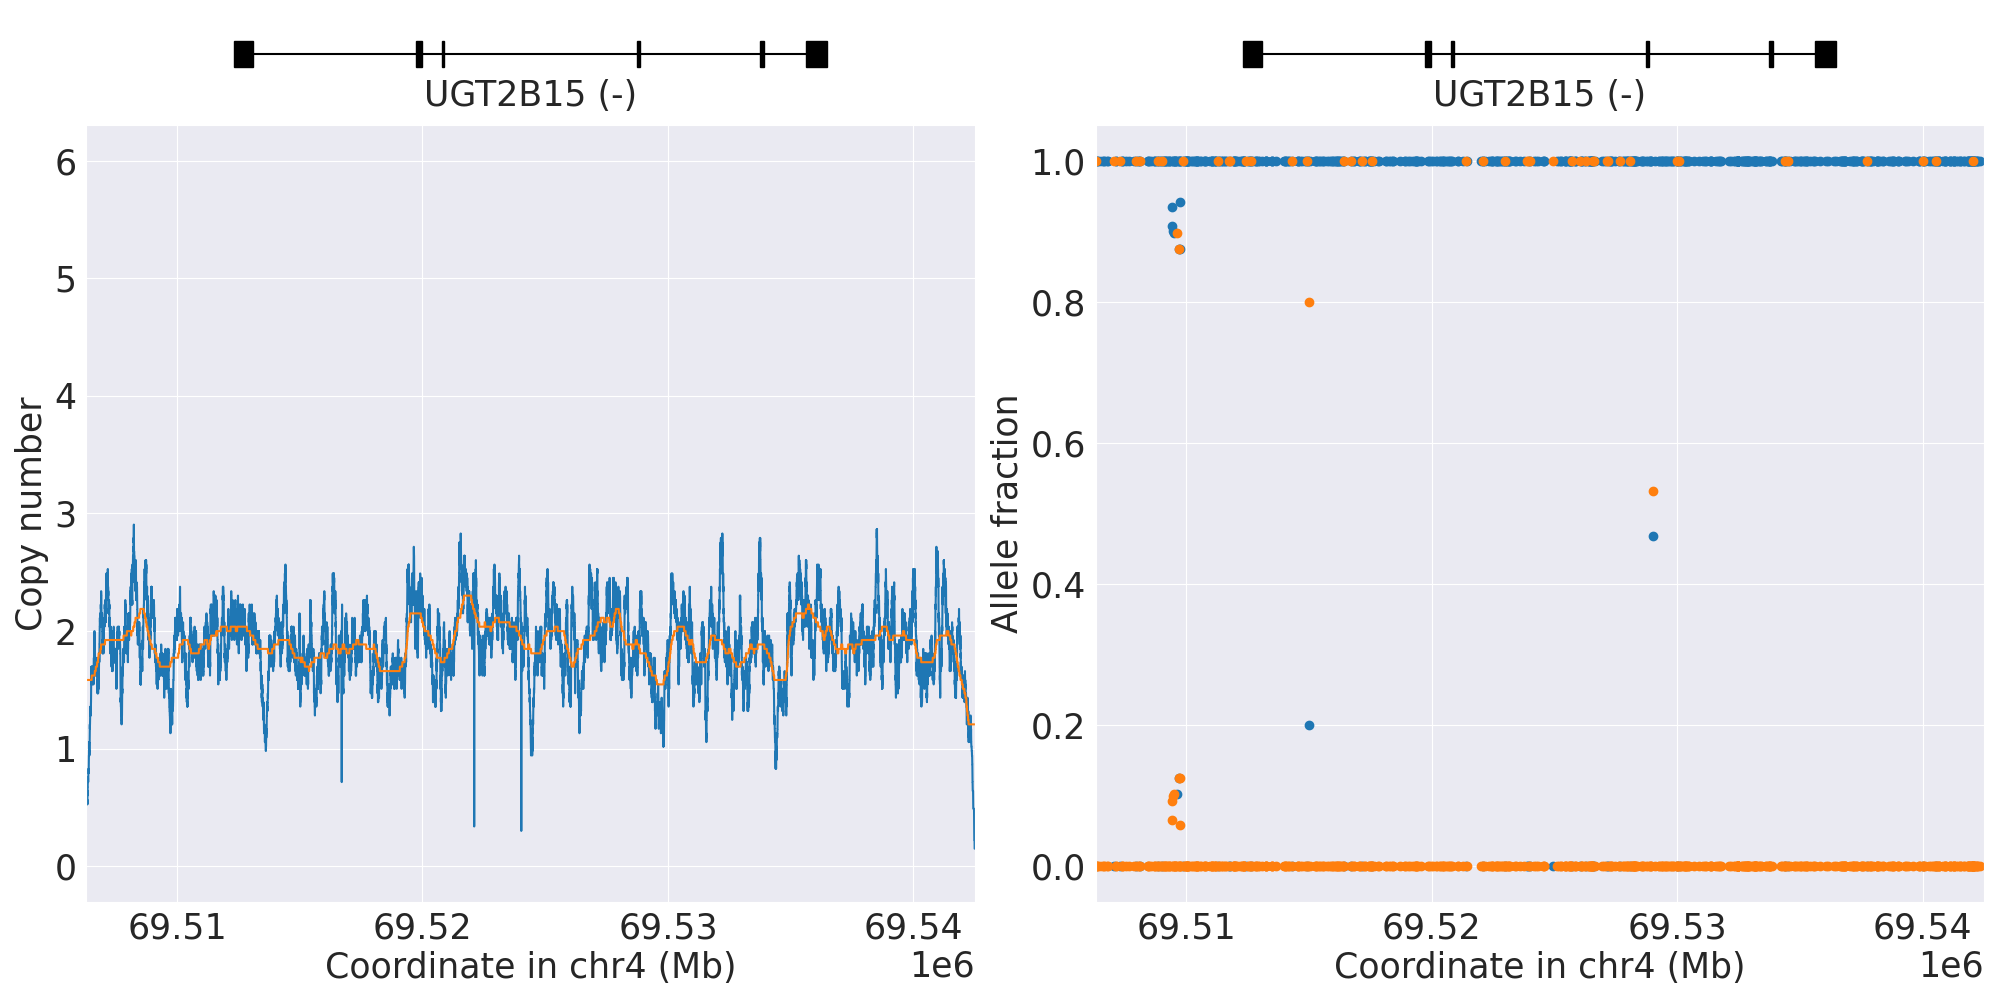 UGT2B15 (-)
6
5
4
3
2
1
0
Copy number
69.51 69.52 69.53 69.54
Coordinate in chr4 (Mb)
1e6
UGT2B15 (-)
1.0
0.8
0.6
0.4
0.2
0.0
Allele fraction
69.51 69.52 69.53 69.54
Coordinate in chr4 (Mb)
1e6